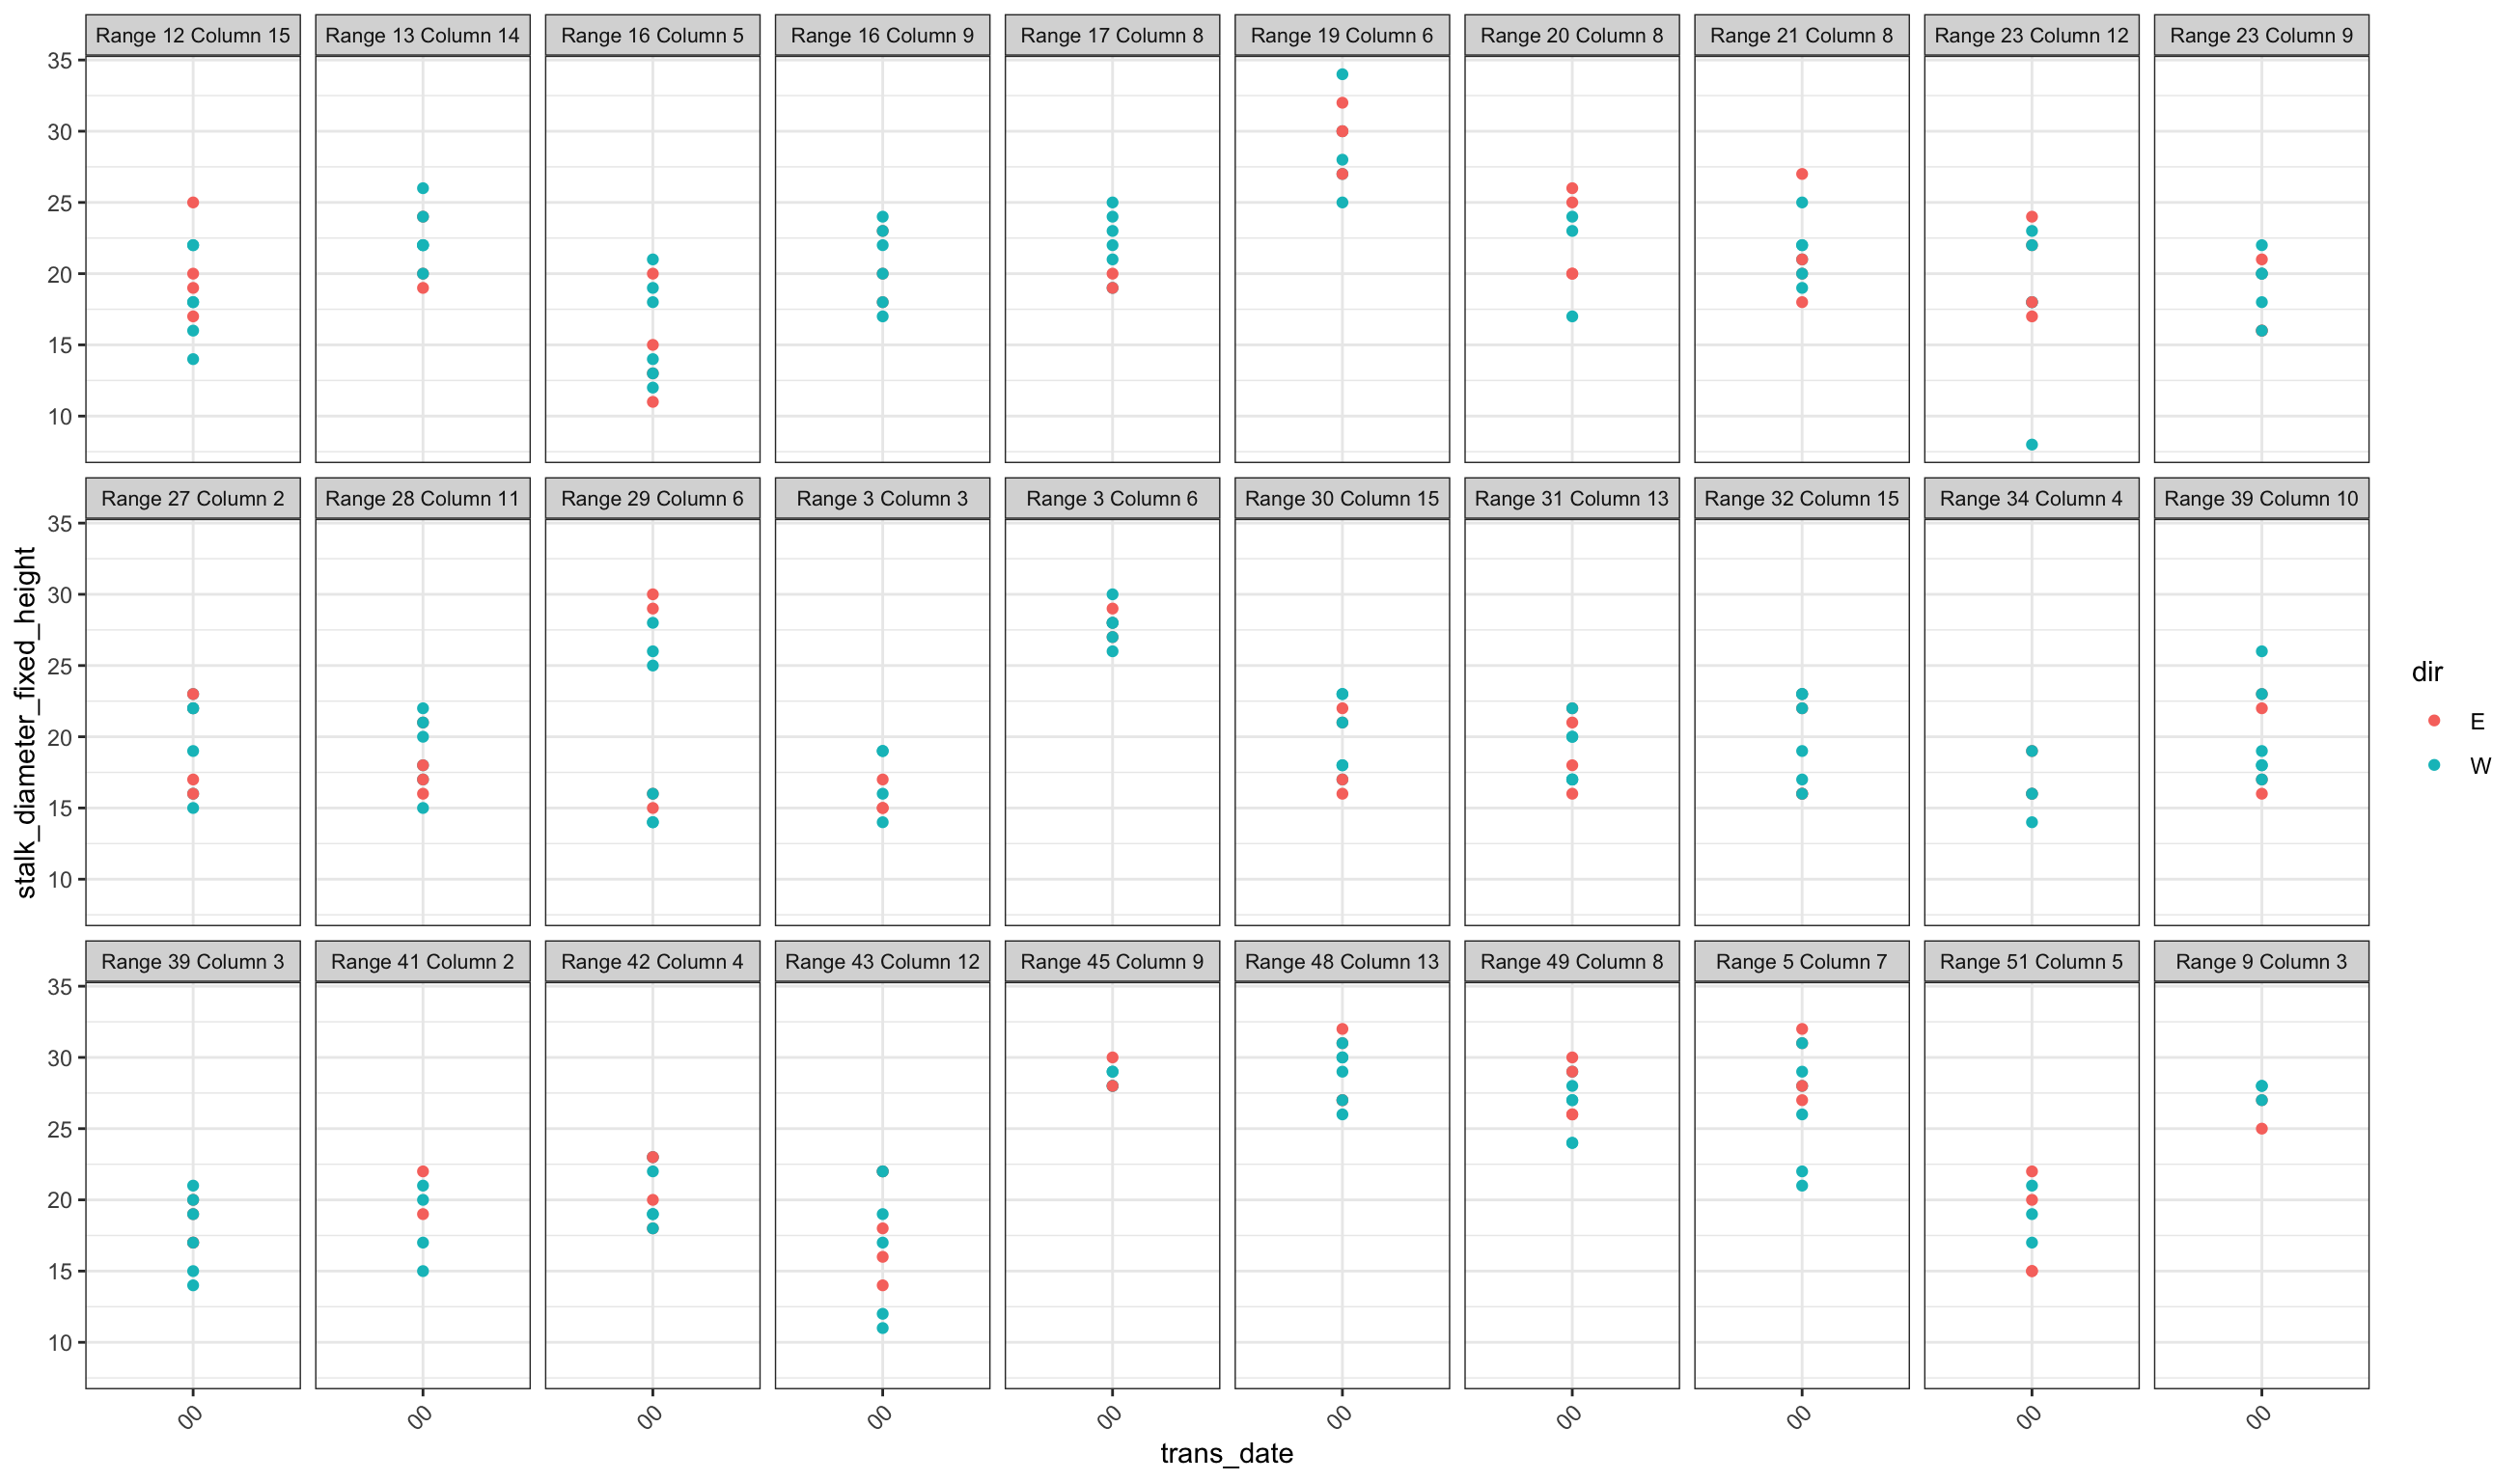 Range 12 Column 15 Range 13 Column 14 Range 16 Column 5 Range 16 Column 9 Range 17 Column 8 Range 19 Column 6 Range 20 Column 8 Range 21 Column 8 Range 23 Column 12 Range 23 Column 9
35
30
25
20
15
10
Range 27 Column 2 Range 28 Column 11 Range 29 Column 6 Range 3 Column 3 Range 3 Column 6 Range 30 Column 15 Range 31 Column 13 Range 32 Column 15 Range 34 Column 4 Range 39 Column 10
35
30
25
20
15
10
stalk_diameter_fixed_height
dir
E
W
Range 39 Column 3 Range 41 Column 2 Range 42 Column 4 Range 43 Column 12 Range 45 Column 9 Range 48 Column 13 Range 49 Column 8 Range 5 Column 7 Range 51 Column 5 Range 9 Column 3
35
30
25
20
15
10
00 00 00 00 00 00 00 00 00 00
trans_date